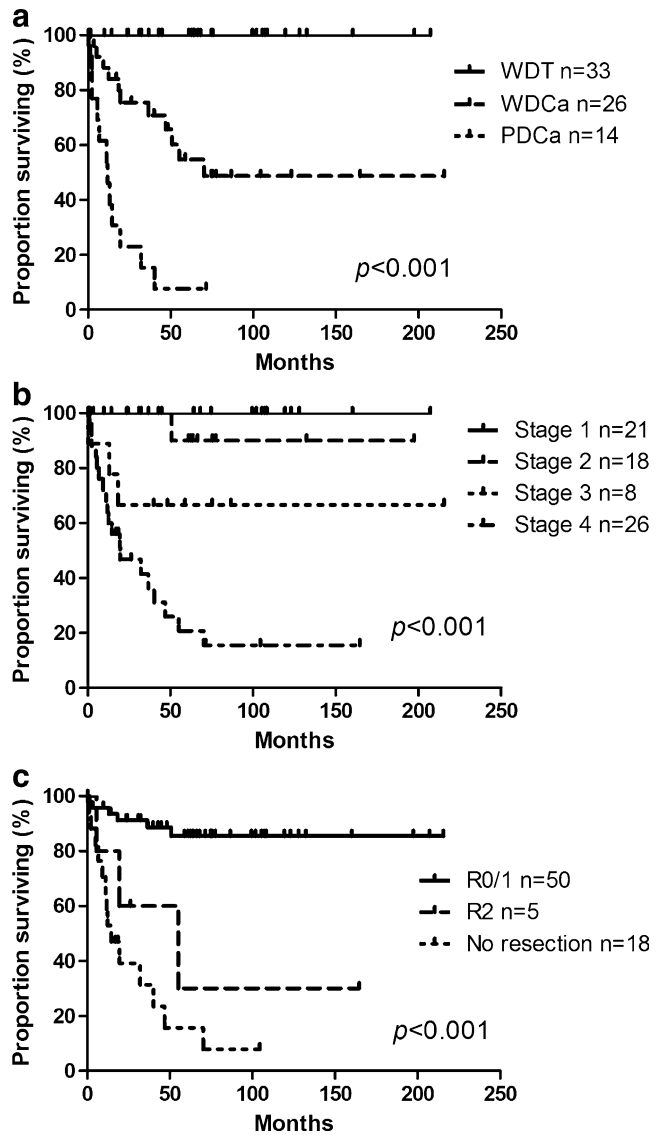 a
100
80
60
40
20
0
Proportion surviving (%)
WDT n=33
WDCa n=26
PDCa n=14
p<0.001
0 50 100 150 200 250
Months
b
100
80
60
40
20
0
Proportion surviving (%)
Stage 1 n=21
Stage 2 n=18
Stage 3 n=8
Stage 4 n=26
p<0.001
0 50 100 150 200 250
Months
c
100
80
60
40
20
0
Proportion surviving (%)
R0/1 n=50
R2 n=5
No resection n=18
p<0.001
0 50 100 150 200 250
Months